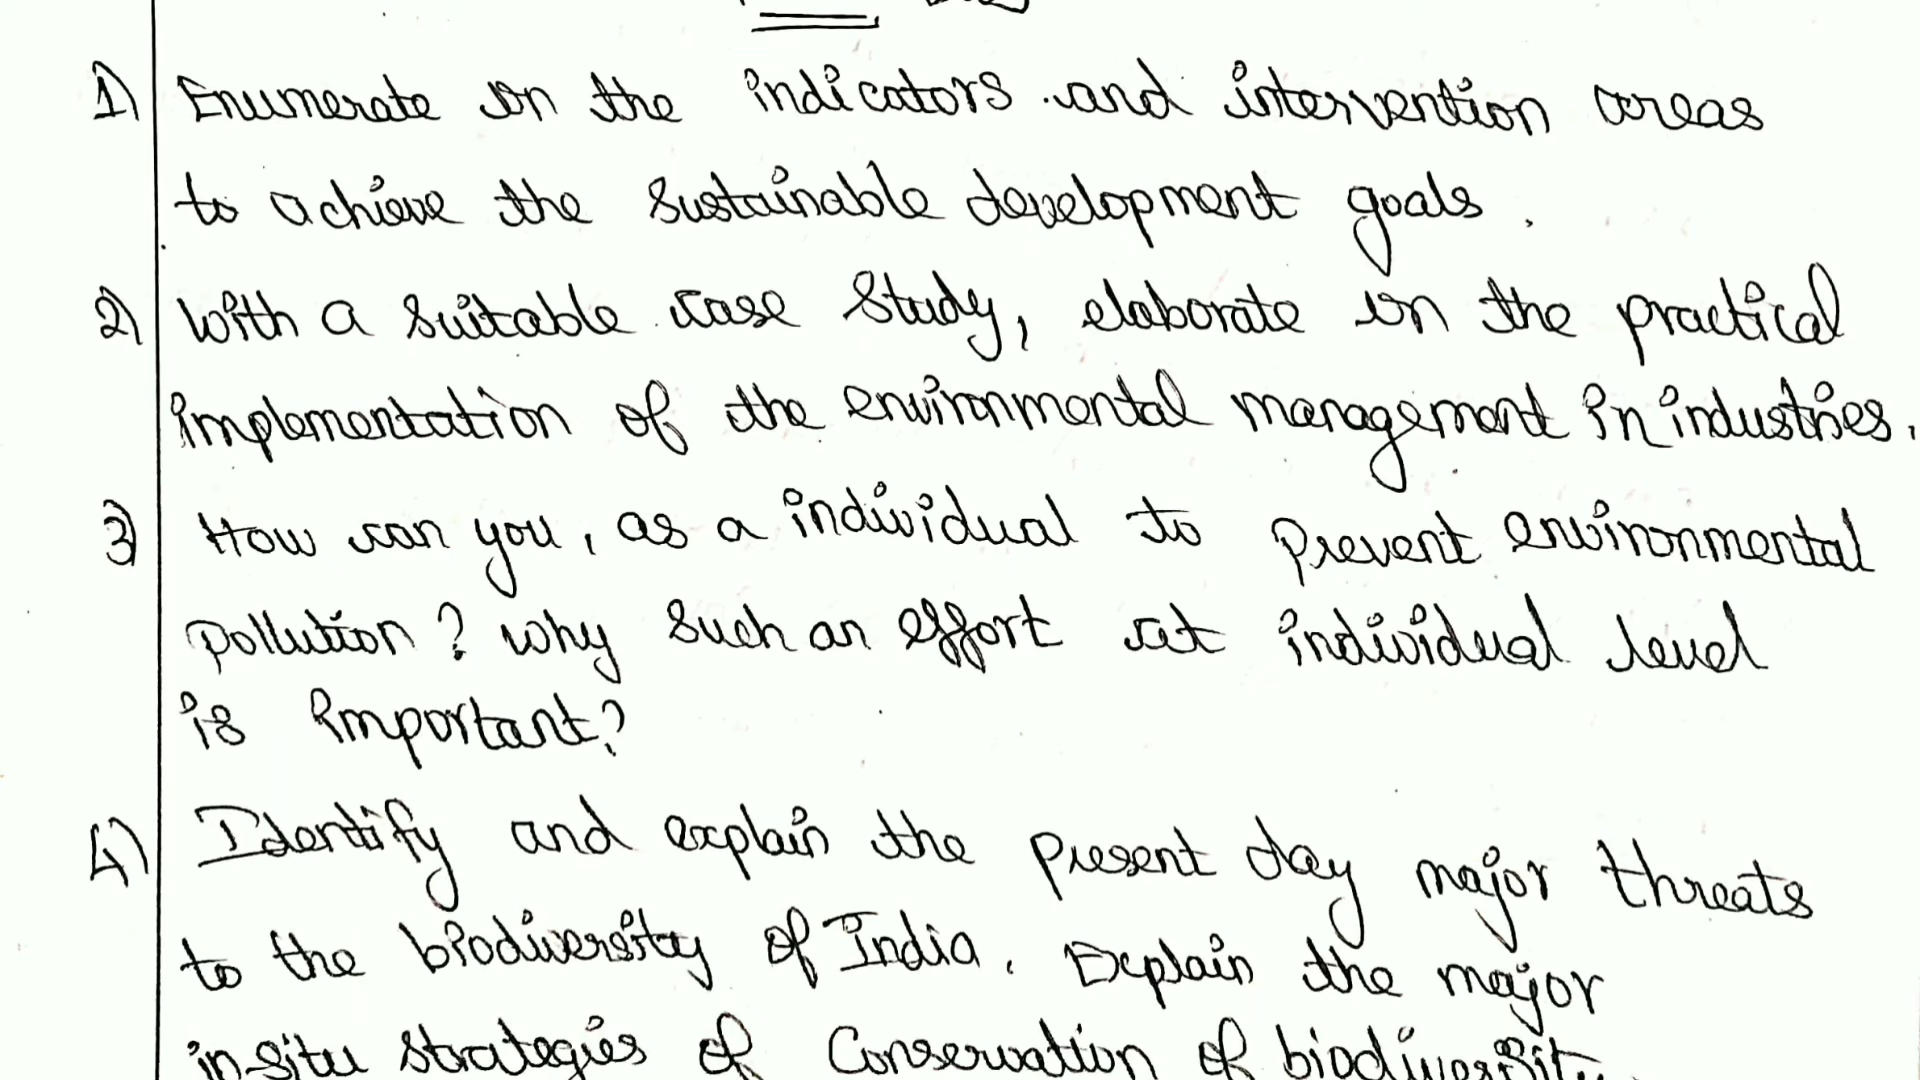 1) Enumerate on the indicators and intervention areas
to achieve the sustainable development goals.
2) With a suitable case study, elaborate on the practical
implementation of the environmental management in industries.
3) How can you, as a individual to prevent environmental
pollution? why such an effort at individual level
is important?
4) Identify and explain the present day major threats
to the biodiversity of India. Explain the major
in-situ strategies of Conservation of biodiversity.